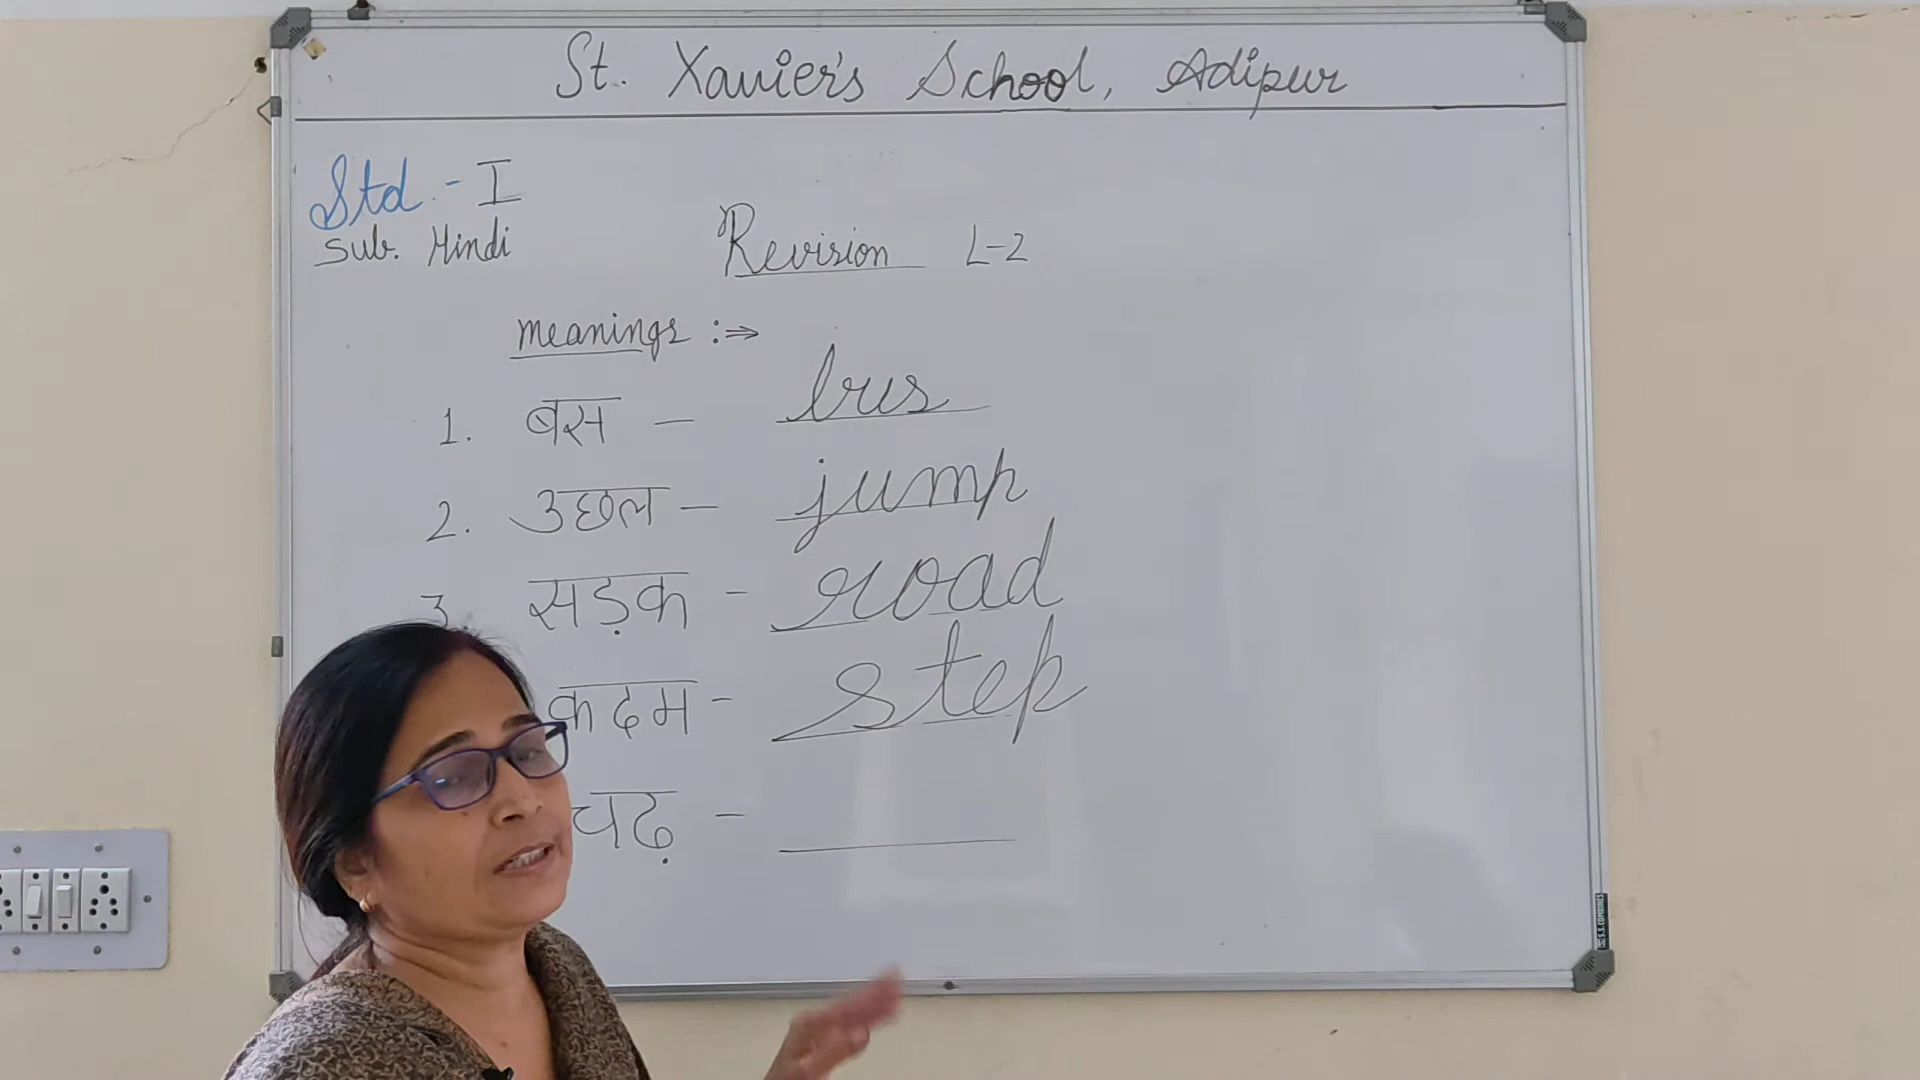 St. Xavier's School, Adipur
Std - I
Sub. Hindi
Revision L-2
meanings :⇒
1. बस — bus
2. उछल — jump
3. सड़क - road
कदम - step
चढ़ -